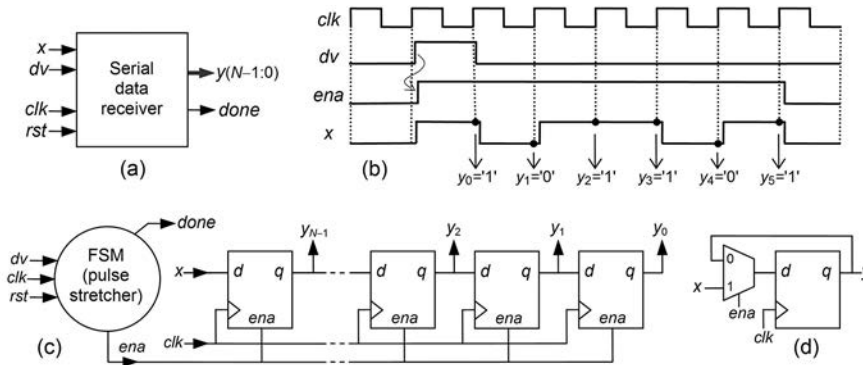 x
dv
clk
rst
Serial
data
receiver
y(N–1:0)
done
(a)
clk
dv
ena
x
(b)
y0='1'
y1='0'
y2='1'
y3='1'
y4='0'
y5='1'
dv
clk
rst
FSM
(pulse
stretcher)
done
ena
(c)
x
clk
d q
ena
yN–1
d q
ena
y2
d q
ena
y1
d q
ena
y0
x
0
1
ena
d q
clk
(d)